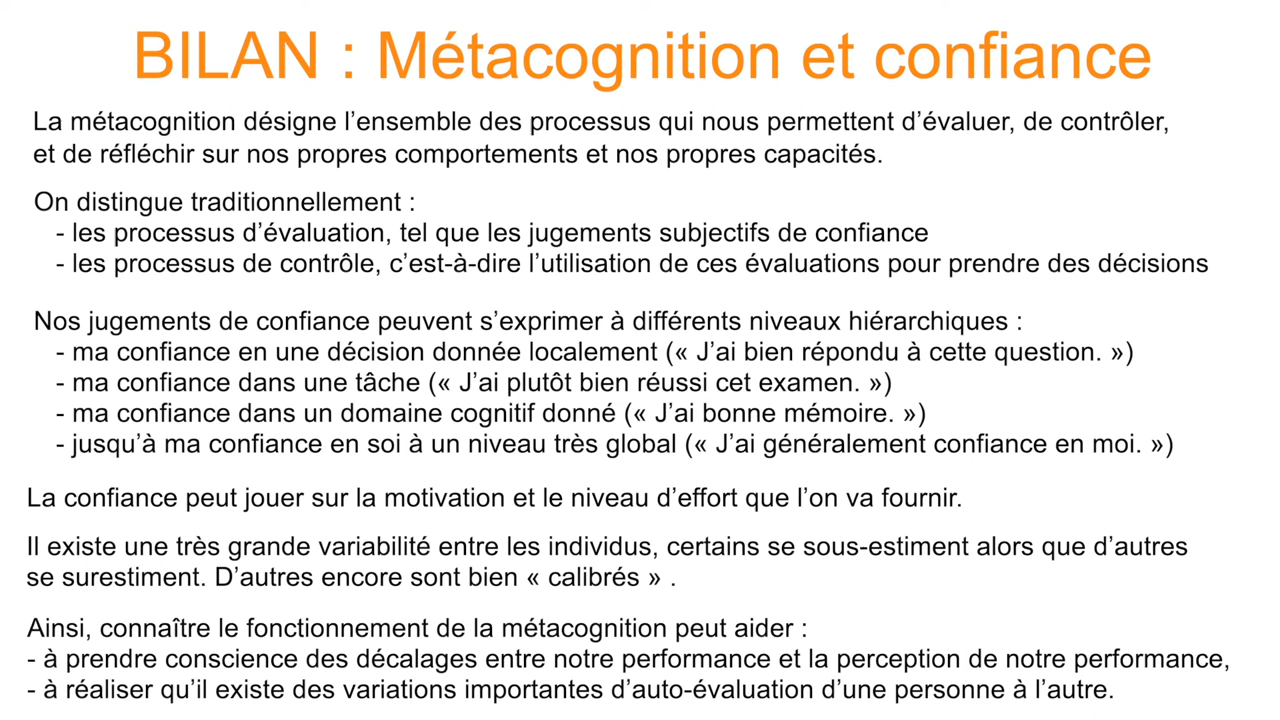 BILAN : Métacognition et confiance
La métacognition désigne l’ensemble des processus qui nous permettent d’évaluer, de contrôler,
et de réfléchir sur nos propres comportements et nos propres capacités.
On distingue traditionnellement :
- les processus d’évaluation, tel que les jugements subjectifs de confiance
- les processus de contrôle, c’est-à-dire l’utilisation de ces évaluations pour prendre des décisions
Nos jugements de confiance peuvent s’exprimer à différents niveaux hiérarchiques :
- ma confiance en une décision donnée localement (« J’ai bien répondu à cette question. »)
- ma confiance dans une tâche (« J’ai plutôt bien réussi cet examen. »)
- ma confiance dans un domaine cognitif donné (« J’ai bonne mémoire. »)
- jusqu’à ma confiance en soi à un niveau très global (« J’ai généralement confiance en moi. »)
La confiance peut jouer sur la motivation et le niveau d’effort que l’on va fournir.
Il existe une très grande variabilité entre les individus, certains se sous-estiment alors que d’autres
se surestiment. D’autres encore sont bien « calibrés » .
Ainsi, connaître le fonctionnement de la métacognition peut aider :
- à prendre conscience des décalages entre notre performance et la perception de notre performance,
- à réaliser qu’il existe des variations importantes d’auto-évaluation d’une personne à l’autre.